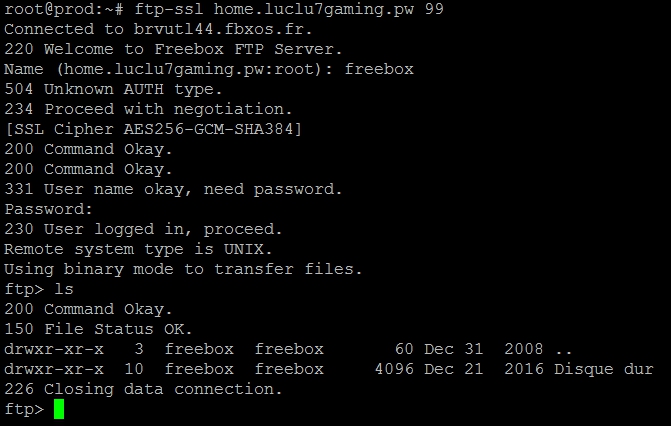 root@prod:~# ftp-ssl home.luclu7gaming.pw 99
Connected to brvutl44.fbxos.fr.
220 Welcome to Freebox FTP Server.
Name (home.luclu7gaming.pw:root): freebox
504 Unknown AUTH type.
234 Proceed with negotiation.
[SSL Cipher AES256-GCM-SHA384]
200 Command Okay.
200 Command Okay.
331 User name okay, need password.
Password:
230 User logged in, proceed.
Remote system type is UNIX.
Using binary mode to transfer files.
ftp> ls
200 Command Okay.
150 File Status OK.
drwxr-xr-x   3  freebox  freebox       60 Dec 31  2008 ..
drwxr-xr-x  10  freebox  freebox     4096 Dec 21  2016 Disque dur
226 Closing data connection.
ftp>